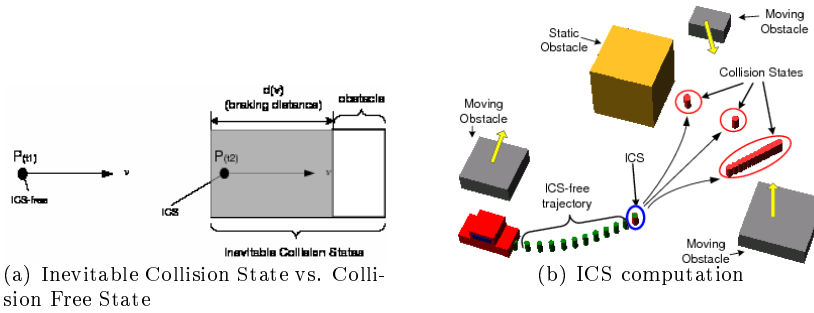 d(v)
(braking distance)
obstacle
P(t1)
v
ICS-free
P(t2)
v
ICS
Inevitable Collision States
(a) Inevitable Collision State vs. Colli-
sion Free State
Static
Obstacle
Moving
Obstacle
Collision States
Moving
Obstacle
ICS
ICS-free
trajectory
Moving
Obstacle
(b) ICS computation